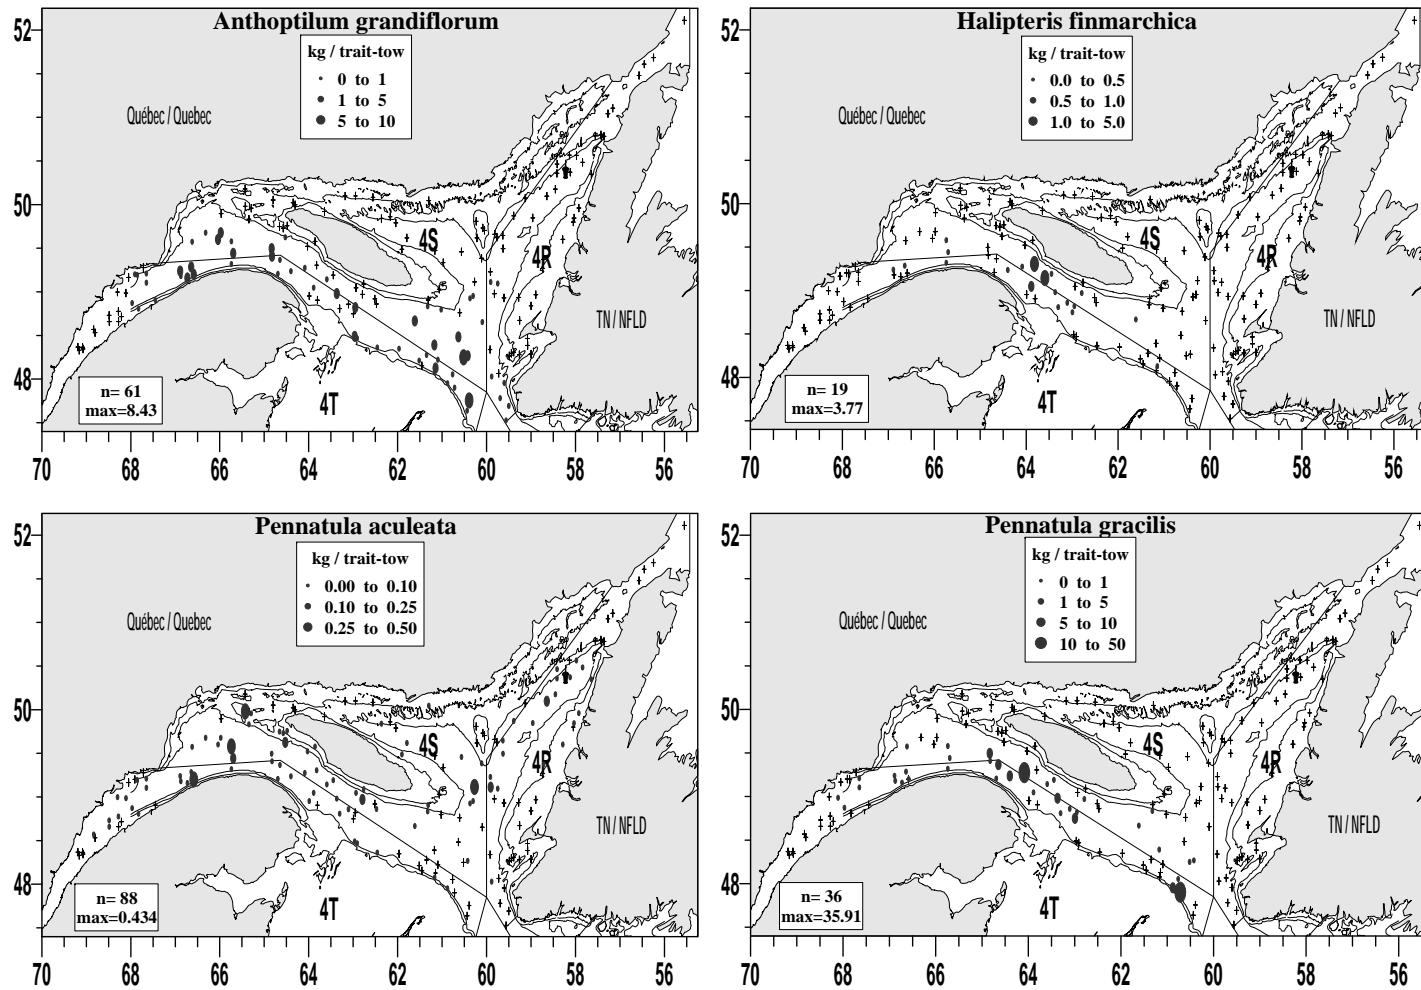 Anthoptilum grandiflorum
kg / trait-tow
0 to 1
1 to 5
5 to 10
Québec / Quebec
4S
4R
4T
TN / NFLD
n= 61
max=8.43
52
50
48
70 68 66 64 62 60 58 56
Halipteris finmarchica
kg / trait-tow
0.0 to 0.5
0.5 to 1.0
1.0 to 5.0
Québec / Quebec
4S
4R
4T
TN / NFLD
n= 19
max=3.77
52
50
48
70 68 66 64 62 60 58 56
Pennatula aculeata
kg / trait-tow
0.00 to 0.10
0.10 to 0.25
0.25 to 0.50
Québec / Quebec
4S
4R
4T
TN / NFLD
n= 88
max=0.434
52
50
48
70 68 66 64 62 60 58 56
Pennatula gracilis
kg / trait-tow
0 to 1
1 to 5
5 to 10
10 to 50
Québec / Quebec
4S
4R
4T
TN / NFLD
n= 36
max=35.91
52
50
48
70 68 66 64 62 60 58 56